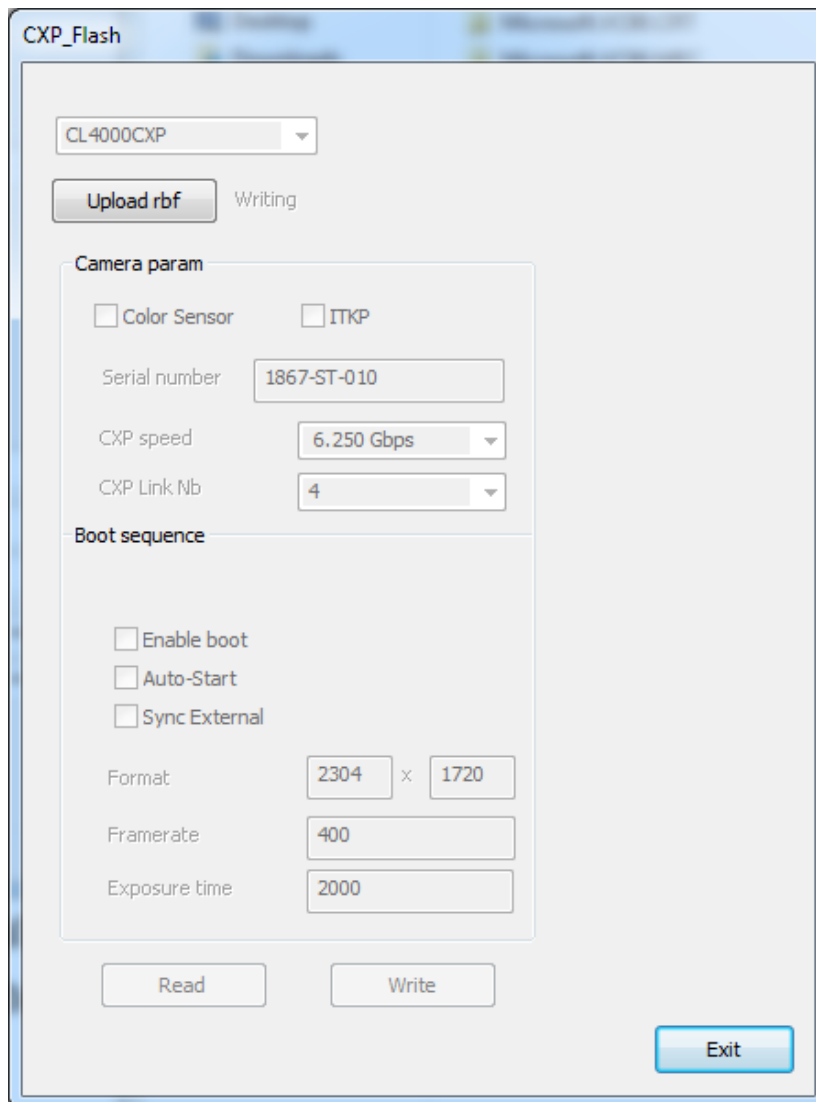 CXP_Flash
CL4000CXP
Upload rbf Writing
Camera param
Color Sensor ITKP
Serial number 1867-ST-010
CXP speed 6.250 Gbps
CXP Link Nb 4
Boot sequence
Enable boot
Auto-Start
Sync External
Format 2304 x 1720
Framerate 400
Exposure time 2000
Read Write
Exit